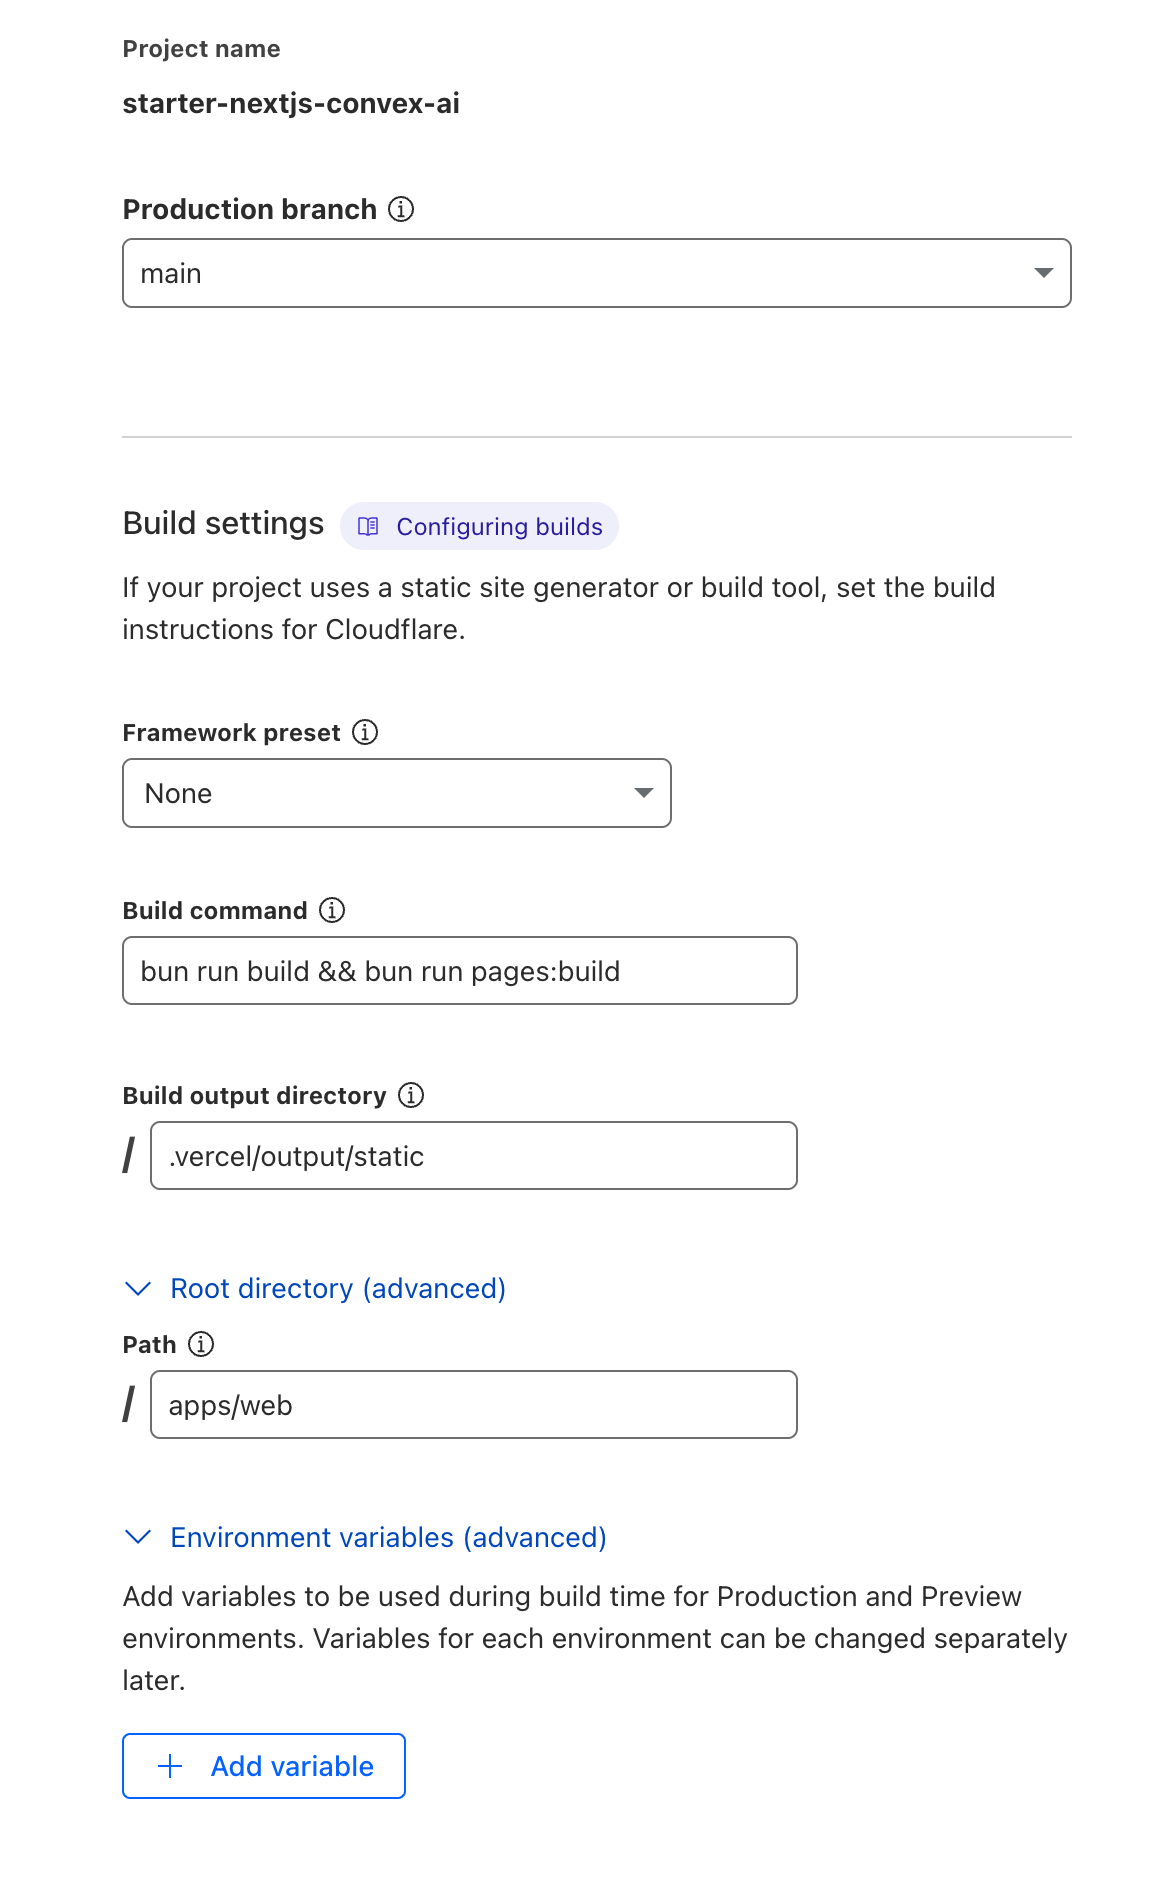 Project name
starter-nextjs-convex-ai
Production branch
main
Build settings
Configuring builds
If your project uses a static site generator or build tool, set the build
instructions for Cloudflare.
Framework preset
None
Build command
bun run build && bun run pages:build
Build output directory
/ .vercel/output/static
Root directory (advanced)
Path
/ apps/web
Environment variables (advanced)
Add variables to be used during build time for Production and Preview
environments. Variables for each environment can be changed separately
later.
+ Add variable